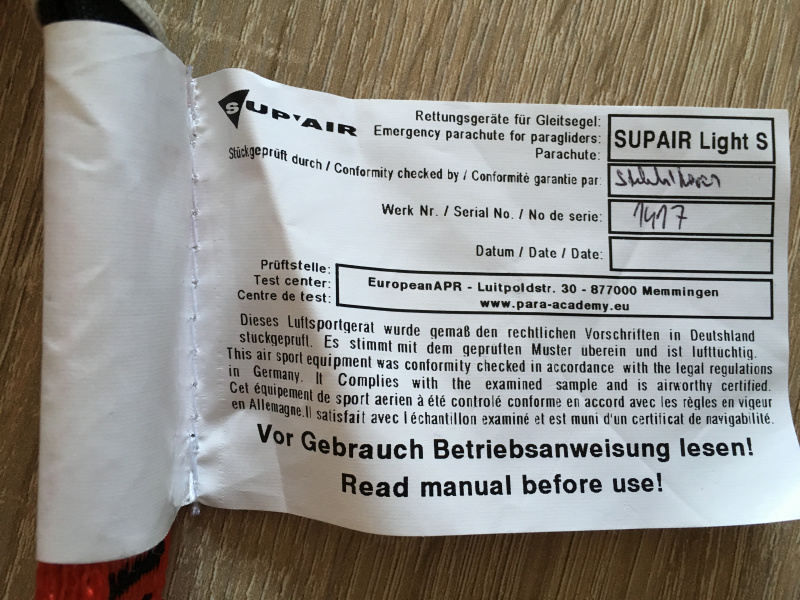 SUP'AIR
Rettungsgeräte für Gleitsegel:
Emergency parachute for paragliders:
Parachute:
SUPAIR Light S
Stückgeprüft durch / Conformity checked by / Conformité garantie par:
Werk Nr. / Serial No. / No de serie: 1417
Datum / Date / Date:
Prüftstelle:
Test center:
Centre de test:
EuropeanAPR - Luitpoldstr. 30 - 877000 Memmingen
www.para-academy.eu
Dieses Luftsportgerat wurde gemaß den rechtlichen Vorschriften in Deutshland
stuckgepruft. Es stimmt mit dem gepruften Muster uberein und ist lufttuchtig.
This air sport equipment was conformity checked in accordance with the legal regulations
in Germany. It Complies with the examined sample and is airworthy certified.
Cet équipement de sport aerien à été controlé conforme en accord avec les règles en vigeur
en Allemagne.Il satisfait avec l échantillon examiné et est muni d'un certificat de navigabilité.
Vor Gebrauch Betriebsanweisung lesen!
Read manual before use!